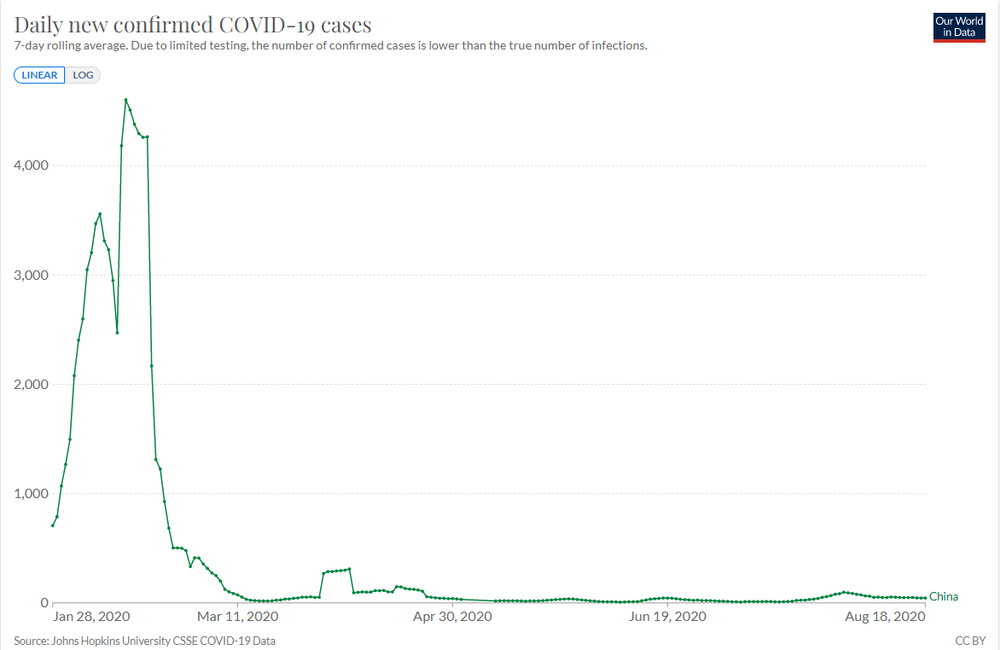 Daily new confirmed COVID-19 cases
7-day rolling average. Due to limited testing, the number of confirmed cases is lower than the true number of infections.
Our World
in Data
LINEAR LOG
4,000
3,000
2,000
1,000
0
China
Jan 28, 2020 Mar 11, 2020 Apr 30, 2020 Jun 19, 2020 Aug 18, 2020
Source: Johns Hopkins University CSSE COVID-19 Data CC BY